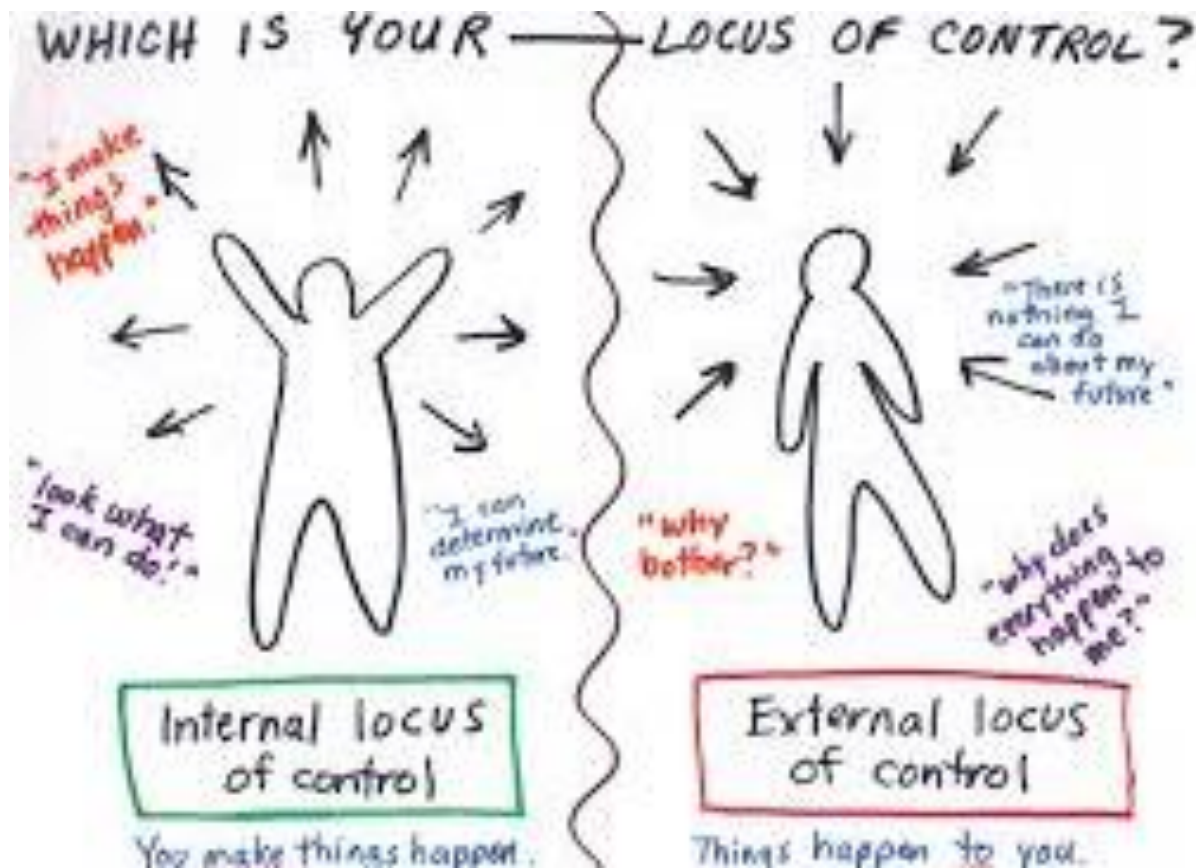 WHICH IS YOUR — LOCUS OF CONTROL?
"I make
things
happen."
"look what
I can do!"
"I can
determine
my future.
Internal locus
of control
You make things happen.
"There is
nothing I
can do
about my
future"
"why
bother?"
"why does
everything
happen to
me?"
External locus
of control
Things happen to you.